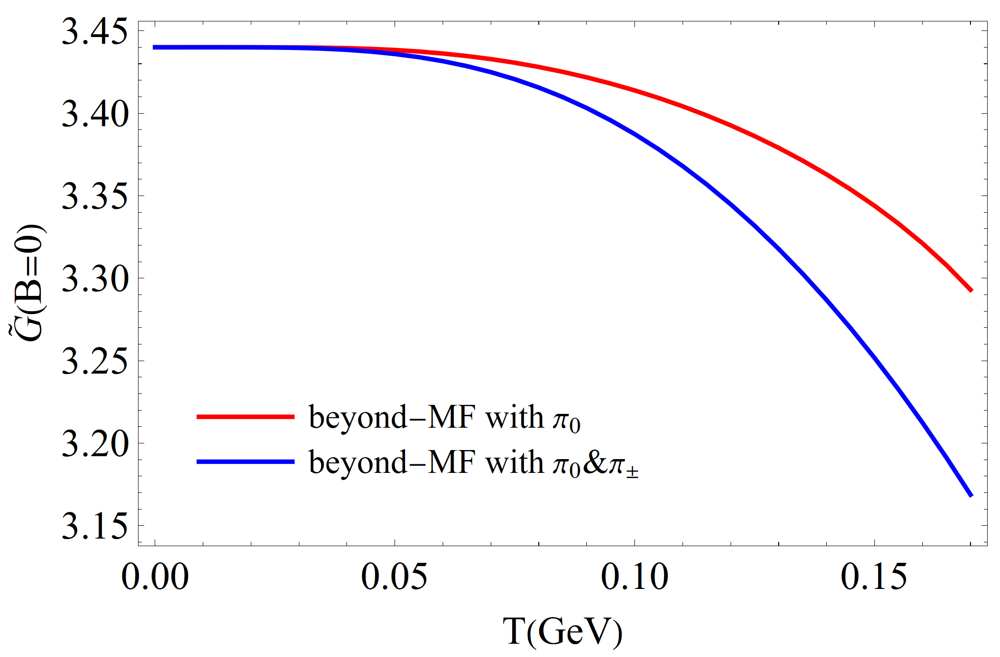 3.45
3.40
3.35
3.30
3.25
3.20
3.15
G̃(B=0)
beyond−MF with π₀
beyond−MF with π₀&π±
0.00 0.05 0.10 0.15
T(GeV)